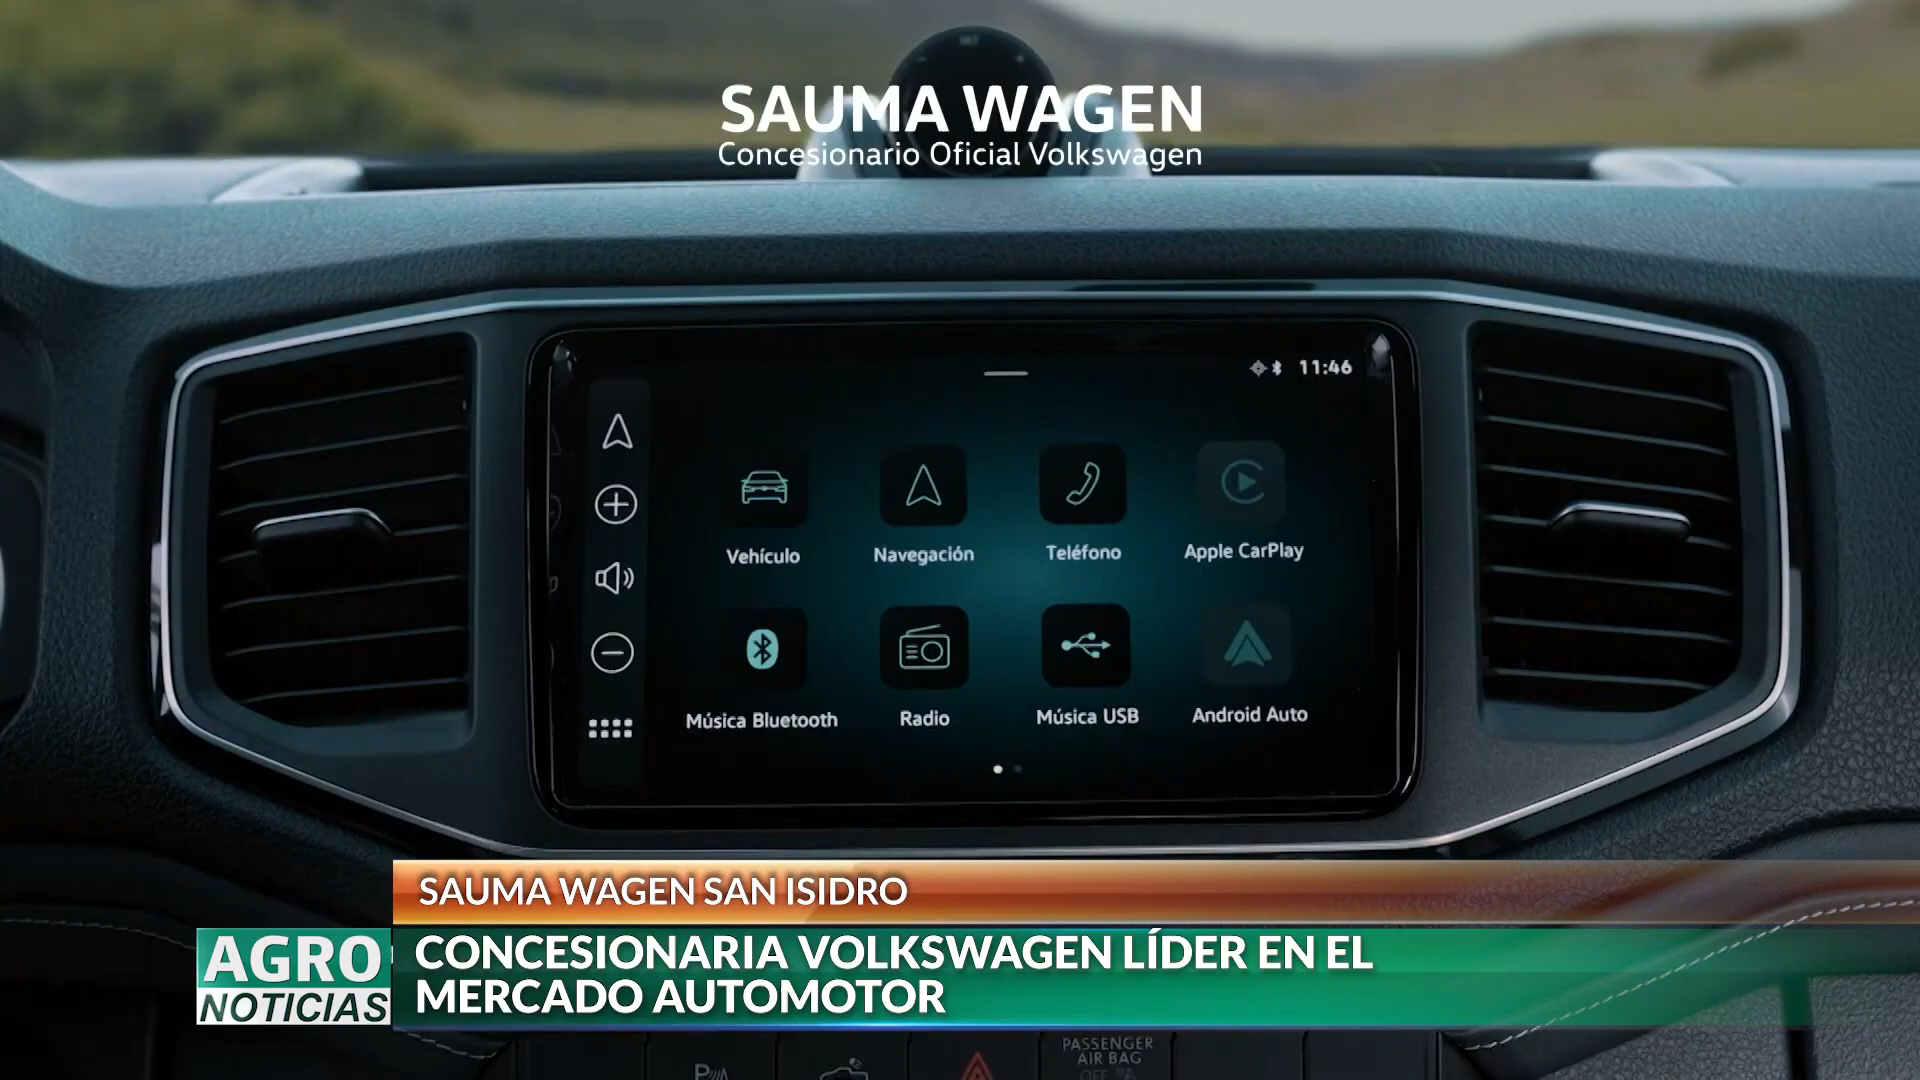 SAUMA WAGEN
Concesionario Oficial Volkswagen
11:46
Vehículo
Navegación
Teléfono
Apple CarPlay
Música Bluetooth
Radio
Música USB
Android Auto
SAUMA WAGEN SAN ISIDRO
AGRO
NOTICIAS
CONCESIONARIA VOLKSWAGEN LÍDER EN EL
MERCADO AUTOMOTOR
PASSENGER
AIR BAG
OFF